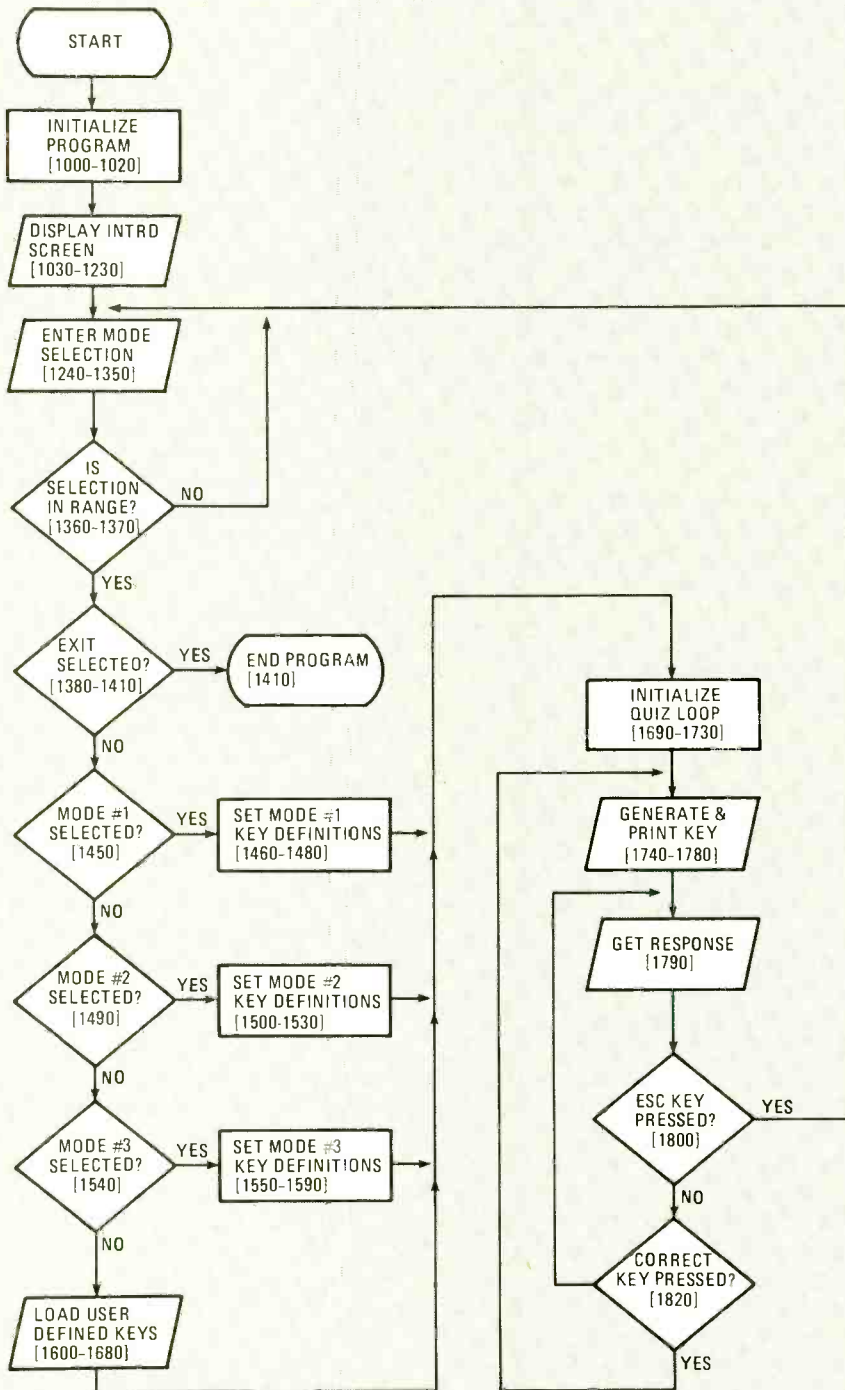 START
INITIALIZE
PROGRAM
[1000-1020]
DISPLAY INTRD
SCREEN
[1030-1230]
ENTER MODE
SELECTION
[1240-1350]
IS
SELECTION
IN RANGE?
[1360-1370]
NO
YES
EXIT
SELECTED?
[1380-1410]
YES
END PROGRAM
[1410]
NO
MODE #1
SELECTED?
[1450]
YES
SET MODE #1
KEY DEFINITIONS
[1460-1480]
NO
MODE #2
SELECTED?
[1490]
YES
SET MODE #2
KEY DEFINITIONS
[1500-1530]
NO
MODE #3
SELECTED?
[1540]
YES
SET MODE #3
KEY DEFINITIONS
[1550-1590]
NO
LOAD USER
DEFINED KEYS
[1600-1680]
INITIALIZE
QUIZ LOOP
[1690-1730]
GENERATE &
PRINT KEY
[1740-1780]
GET RESPONSE
[1790]
ESC KEY
PRESSED?
[1800]
YES
NO
CORRECT
KEY PRESSED?
[1820]
YES